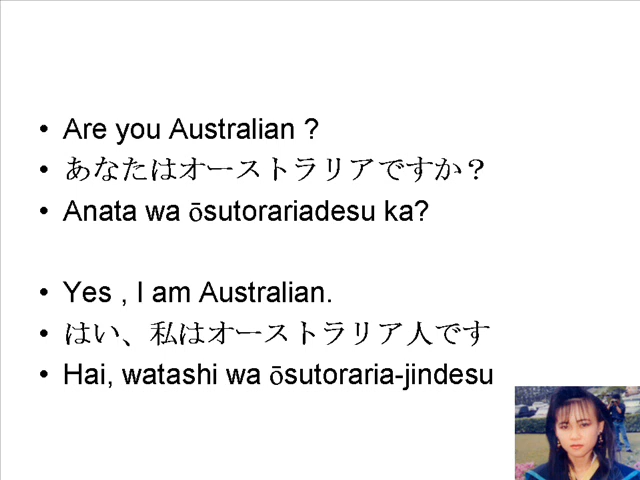 Are you Australian ?
あなたはオーストラリアですか？
Anata wa ōsutorariadesu ka?
Yes , I am Australian.
はい、私はオーストラリア人です
Hai, watashi wa ōsutoraria-jindesu